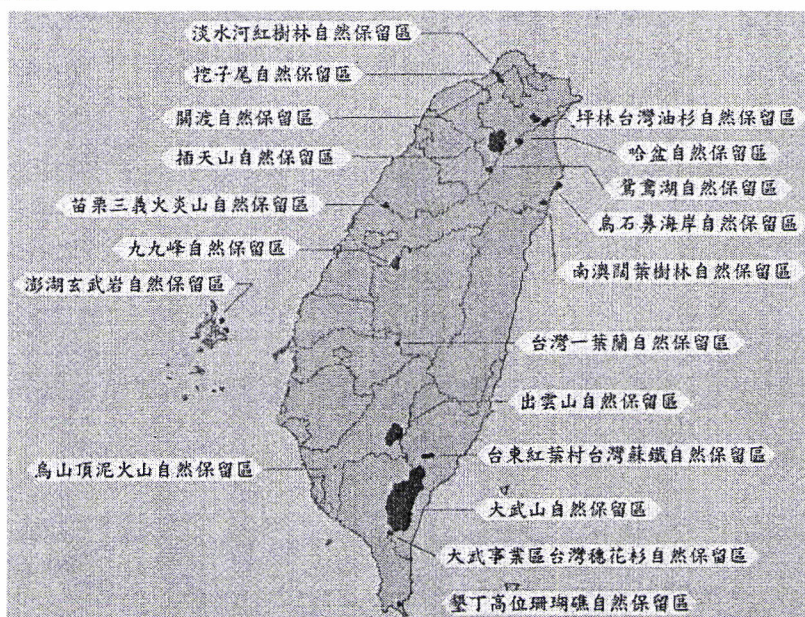 淡水河紅樹林自然保留區
挖子尾自然保留區
關渡自然保留區
插天山自然保留區
苗栗三義火炎山自然保留區
九九峰自然保留區
澎湖玄武岩自然保留區
烏山頂泥火山自然保留區
坪林台灣油杉自然保留區
哈盆自然保留區
鴛鴦湖自然保留區
烏石鼻海岸自然保留區
南澳闊葉樹林自然保留區
台灣一葉蘭自然保留區
出雲山自然保留區
台東紅葉村台灣蘇鐵自然保留區
大武山自然保留區
大武事業區台灣穗花杉自然保留區
墾丁高位珊瑚礁自然保留區